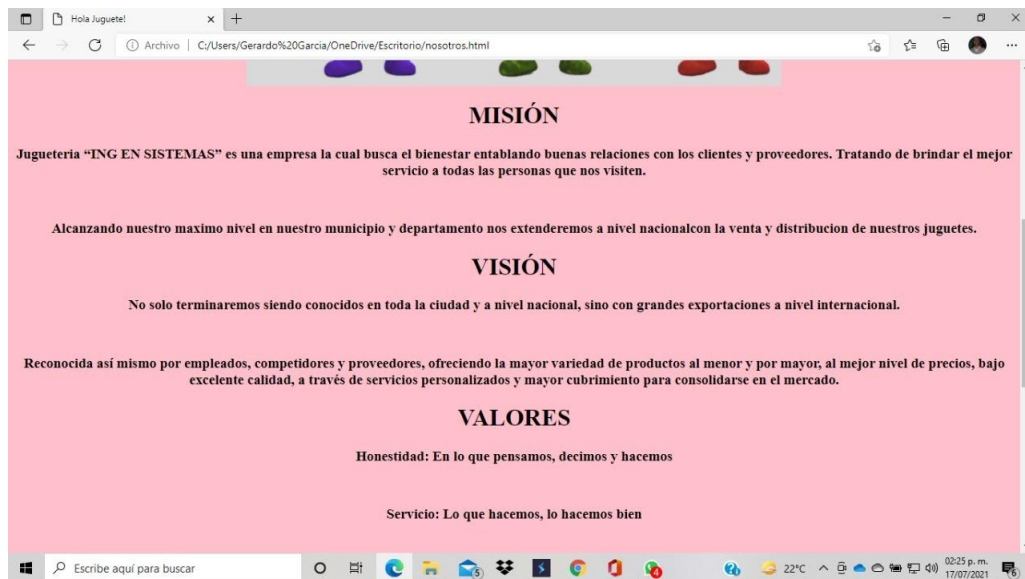 Hola Juguete!
Archivo | C:/Users/Gerardo%20Garcia/OneDrive/Escritorio/nosotros.html
MISIÓN
Jugueteria “ING EN SISTEMAS” es una empresa la cual busca el bienestar entablando buenas relaciones con los clientes y proveedores. Tratando de brindar el mejor
servicio a todas las personas que nos visiten.
Alcanzando nuestro maximo nivel en nuestro municipio y departamento nos extenderemos a nivel nacionalcon la venta y distribucion de nuestros juguetes.
VISIÓN
No solo terminaremos siendo conocidos en toda la ciudad y a nivel nacional, sino con grandes exportaciones a nivel internacional.
Reconocida así mismo por empleados, competidores y proveedores, ofreciendo la mayor variedad de productos al menor y por mayor, al mejor nivel de precios, bajo
excelente calidad, a través de servicios personalizados y mayor cubrimiento para consolidarse en el mercado.
VALORES
Honestidad: En lo que pensamos, decimos y hacemos
Servicio: Lo que hacemos, lo hacemos bien
Escribe aquí para buscar
22°C
02:25 p. m.
17/07/2021